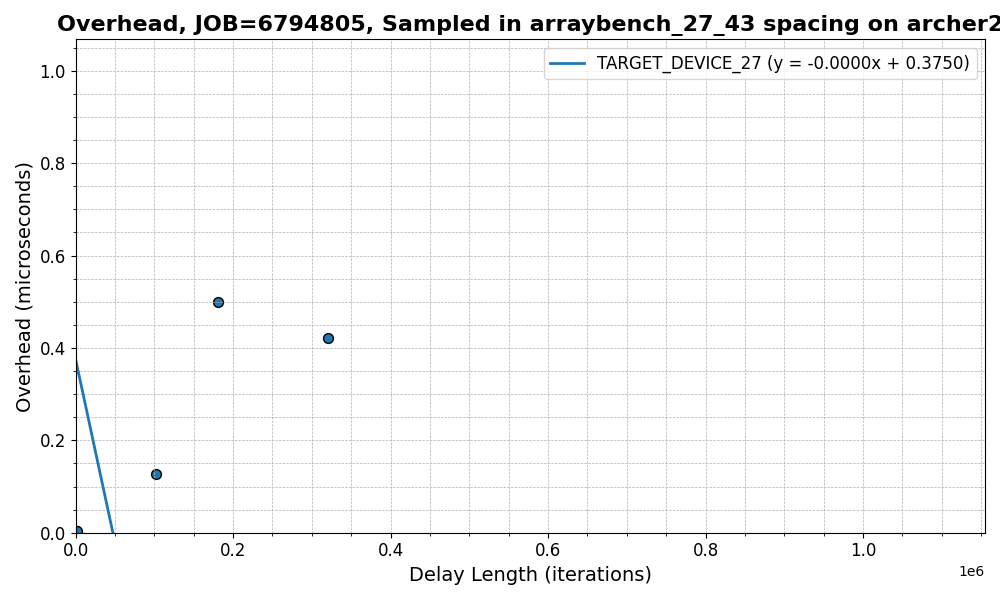 Overhead, JOB=6794805, Sampled in arraybench_27_43 spacing on archer2
TARGET_DEVICE_27 (y = -0.0000x + 0.3750)
Overhead (microseconds)
1.0
0.8
0.6
0.4
0.2
0.0
0.0 0.2 0.4 0.6 0.8 1.0
1e6
Delay Length (iterations)